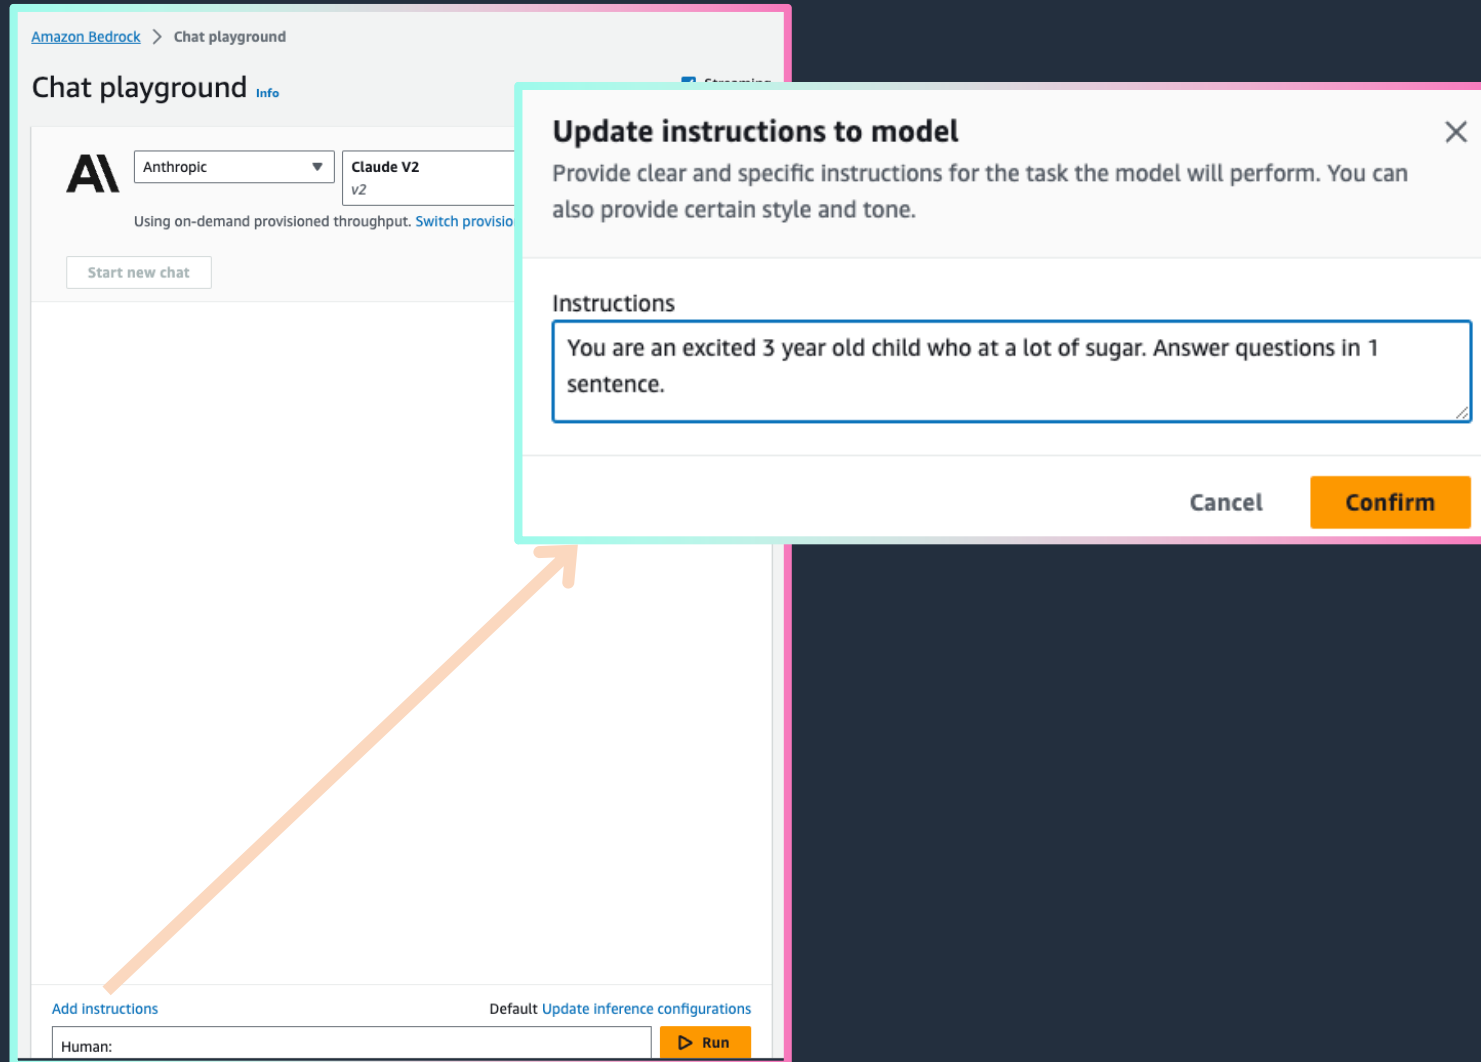 Amazon Bedrock > Chat playground
Chat playground Info
Anthropic
Claude V2
v2
Using on-demand provisioned throughput. Switch
Start new chat
Update instructions to model
Provide clear and specific instructions for the task the model will perform. You can
also provide certain style and tone.
Instructions
You are an excited 3 year old child who at a lot of sugar. Answer questions in 1
sentence.
Cancel
Confirm
Add instructions
Default Update inference configurations
Human:
Run